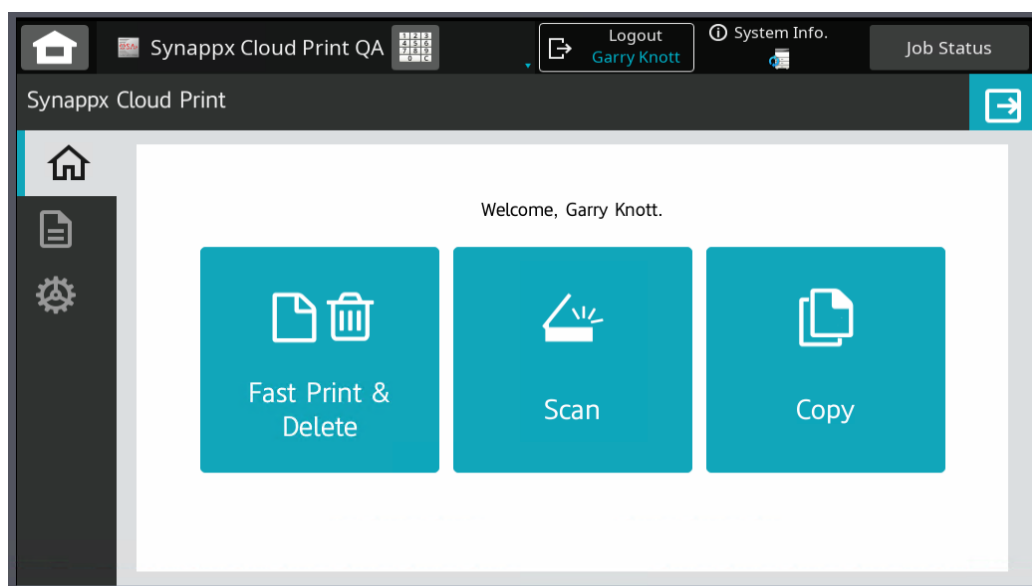 Synappx Cloud Print QA
Logout
Garry Knott
System Info.
Job Status
Synappx Cloud Print
Welcome, Garry Knott.
Fast Print &
Delete
Scan
Copy